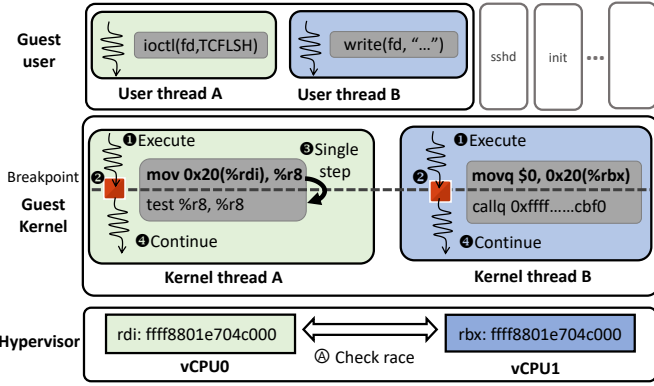 Guest
user
ioctl(fd,TCFLSH)
User thread A
write(fd, "...")
User thread B
sshd
init
...
❶Execute
❸Single
step
❷
mov 0x20(%rdi), %r8
test %r8, %r8
❹Continue
Kernel thread A
Breakpoint
Guest
Kernel
❶Execute
❷
movq $0, 0x20(%rbx)
callq 0xffff......cbf0
❹Continue
Kernel thread B
Hypervisor
rdi: ffff8801e704c000
vCPU0
Ⓐ Check race
rbx: ffff8801e704c000
vCPU1